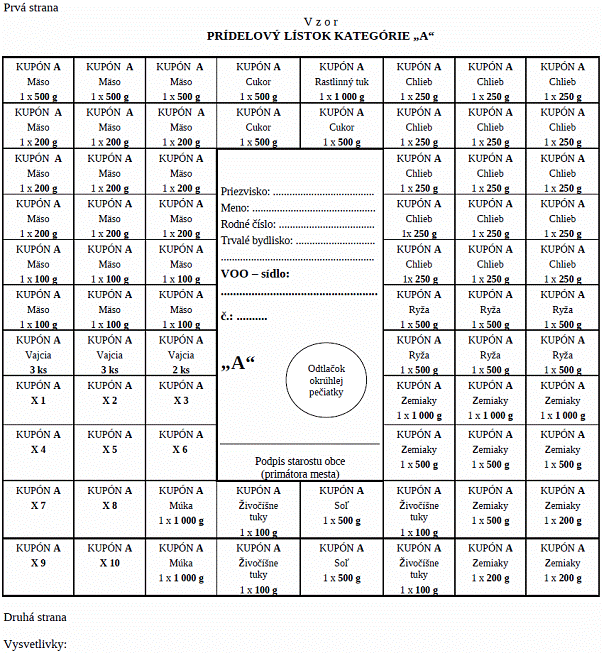 Prvá strana
V z o r
PRÍDELOVÝ LÍSTOK KATEGÓRIE „A“
KUPÓN A KUPÓN A KUPÓN A KUPÓN A KUPÓN A KUPÓN A KUPÓN A KUPÓN A
Mäso Mäso Mäso Cukor Rastlinný tuk Chlieb Chlieb Chlieb
1 x 500 g 1 x 500 g 1 x 500 g 1 x 500 g 1 x 1 000 g 1 x 250 g 1 x 250 g 1 x 250 g
KUPÓN A KUPÓN A KUPÓN A KUPÓN A KUPÓN A KUPÓN A KUPÓN A KUPÓN A
Mäso Mäso Mäso Cukor Cukor Chlieb Chlieb Chlieb
1 x 200 g 1 x 200 g 1 x 200 g 1 x 500 g 1 x 500 g 1 x 250 g 1 x 250 g 1 x 250 g
KUPÓN A KUPÓN A KUPÓN A KUPÓN A KUPÓN A KUPÓN A
Mäso Mäso Mäso Chlieb Chlieb Chlieb
1 x 200 g 1 x 200 g 1 x 200 g 1 x 250 g 1 x 250 g 1 x 250 g
KUPÓN A KUPÓN A KUPÓN A KUPÓN A KUPÓN A KUPÓN A
Mäso Mäso Mäso Chlieb Chlieb Chlieb
1 x 200 g 1 x 200 g 1 x 200 g 1x 250 g 1 x 250 g 1 x 250 g
KUPÓN A KUPÓN A KUPÓN A KUPÓN A KUPÓN A KUPÓN A
Mäso Mäso Mäso Chlieb Chlieb Chlieb
1 x 100 g 1 x 100 g 1 x 100 g 1x 250 g 1 x 250 g 1 x 250 g
KUPÓN A KUPÓN A KUPÓN A KUPÓN A KUPÓN A KUPÓN A
Mäso Mäso Mäso Ryža Ryža Ryža
1 x 100 g 1 x 100 g 1 x 100 g 1 x 500 g 1 x 500 g 1 x 500 g
KUPÓN A KUPÓN A KUPÓN A KUPÓN A KUPÓN A KUPÓN A
Vajcia Vajcia Vajcia Ryža Ryža Ryža
3 ks 3 ks 2 ks 1 x 500 g 1 x 500 g 1 x 500 g
KUPÓN A KUPÓN A KUPÓN A KUPÓN A KUPÓN A KUPÓN A
X 1 X 2 X 3 Zemiaky Zemiaky Zemiaky
1 x 1 000 g 1 x 1 000 g 1 x 1 000 g
KUPÓN A KUPÓN A KUPÓN A KUPÓN A KUPÓN A KUPÓN A
X 4 X 5 X 6 Zemiaky Zemiaky Zemiaky
1 x 500 g 1 x 500 g 1 x 500 g
Priezvisko: .....................................
Meno: .............................................
Rodné číslo: ...................................
Trvalé bydlisko: .............................
........................................................
VOO – sídlo:
.................................................
č.: ..........
„A“
Odtlačok
okrúhlej
pečiatky
Podpis starostu obce
(primátora mesta)
KUPÓN A KUPÓN A KUPÓN A KUPÓN A KUPÓN A KUPÓN A KUPÓN A KUPÓN A
X 7 X 8 Múka Živočíšne Soľ Živočíšne Zemiaky Zemiaky
1 x 1 000 g tuky 1 x 500 g tuky 1 x 500 g 1 x 200 g
1 x 100 g 1 x 100 g
KUPÓN A KUPÓN A KUPÓN A KUPÓN A KUPÓN A KUPÓN A KUPÓN A KUPÓN A
X 9 X 10 Múka Živočíšne Soľ Živočíšne Zemiaky Zemiaky
1 x 1 000 g tuky 1 x 500 g tuky 1 x 200 g 1 x 200 g
1 x 100 g 1 x 100 g
Druhá strana
Vysvetlivky: